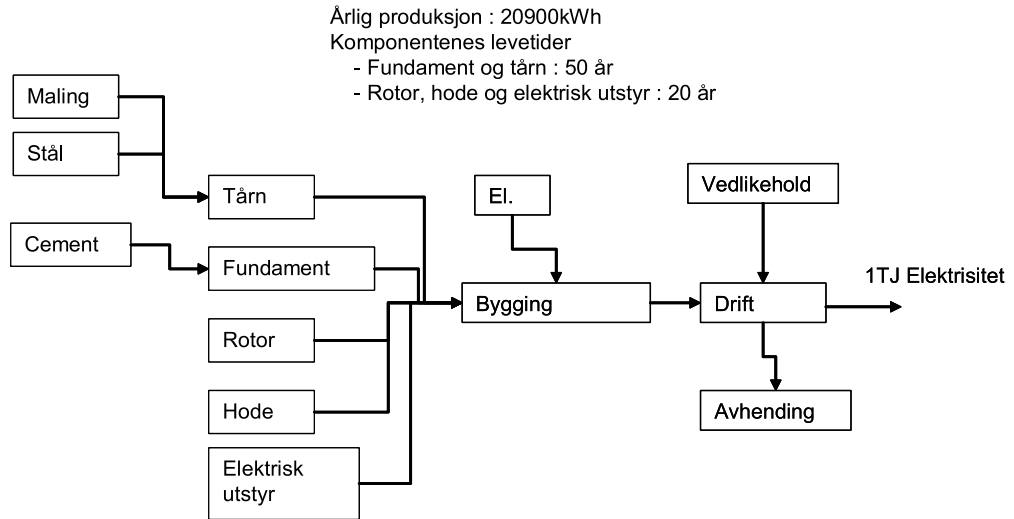 Årlig produksjon : 20900kWh
Komponentenes levetider
- Fundament og tårn : 50 år
- Rotor, hode og elektrisk utstyr : 20 år
Maling
Stål
Cement
Tårn
Fundament
Rotor
Hode
Elektrisk
utstyr
El.
Bygging
Vedlikehold
Drift
1TJ Elektrisitet
Avhending